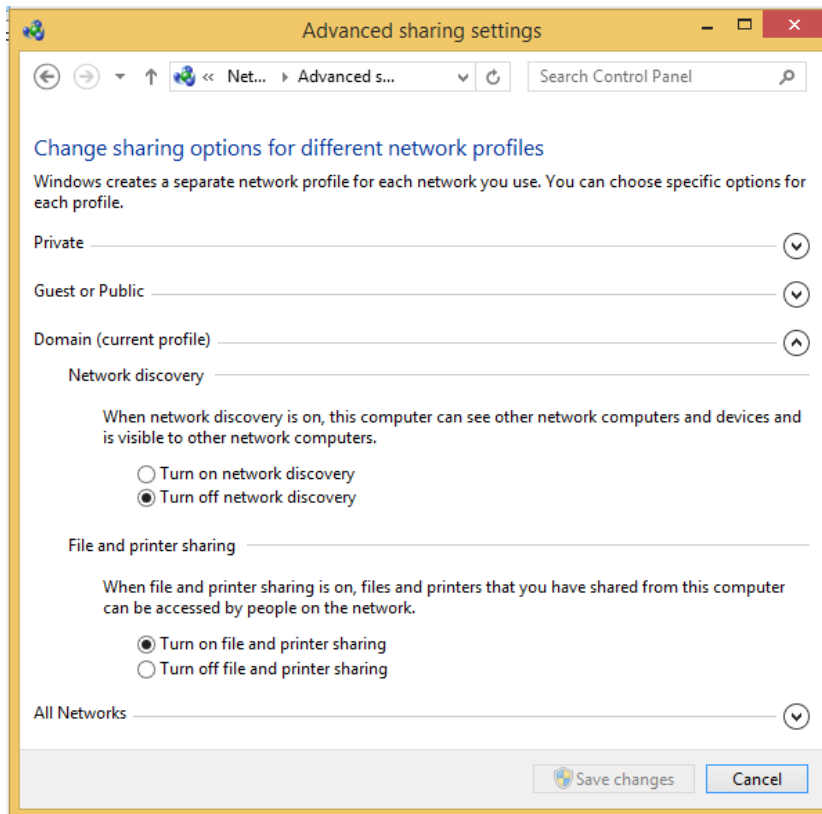 Advanced sharing settings
« Net... Advanced s... Search Control Panel
Change sharing options for different network profiles
Windows creates a separate network profile for each network you use. You can choose specific options for
each profile.
Private
Guest or Public
Domain (current profile)
Network discovery
When network discovery is on, this computer can see other network computers and devices and
is visible to other network computers.
Turn on network discovery
Turn off network discovery
File and printer sharing
When file and printer sharing is on, files and printers that you have shared from this computer
can be accessed by people on the network.
Turn on file and printer sharing
Turn off file and printer sharing
All Networks
Save changes Cancel